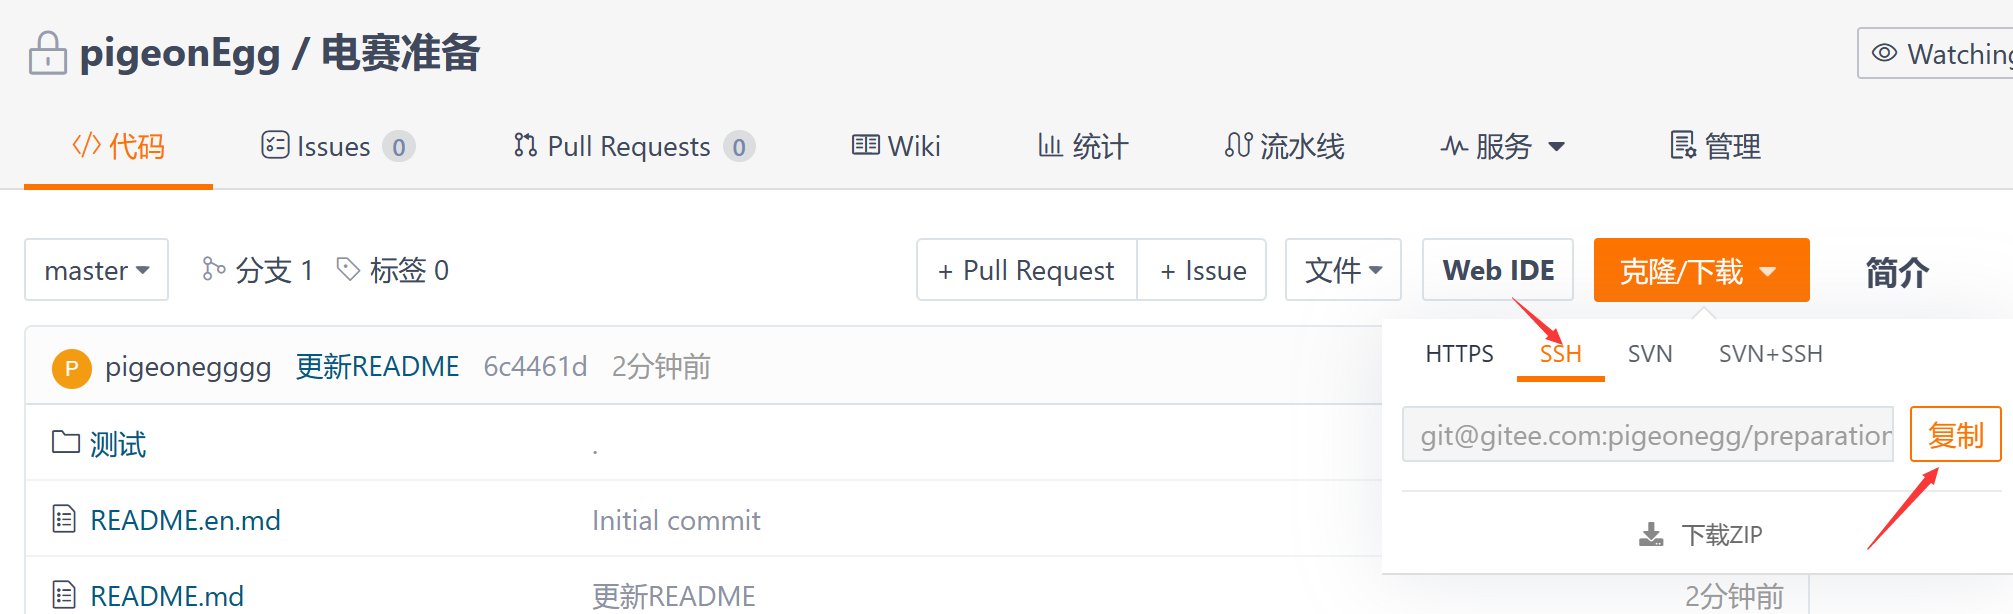 pigeonEgg / 电赛准备
Watching
</> 代码 Issues 0 Pull Requests 0 Wiki 统计 流水线 服务 管理
master 分支 1 标签 0 + Pull Request + Issue 文件 Web IDE 克隆/下载 简介
HTTPS SSH SVN SVN+SSH
P pigeonegggg 更新README 6c4461d 2分钟前
git@gitee.com:pigeonegg/preparation 复制
测试 .
README.en.md Initial commit
下载ZIP
README.md 更新README 2分钟前